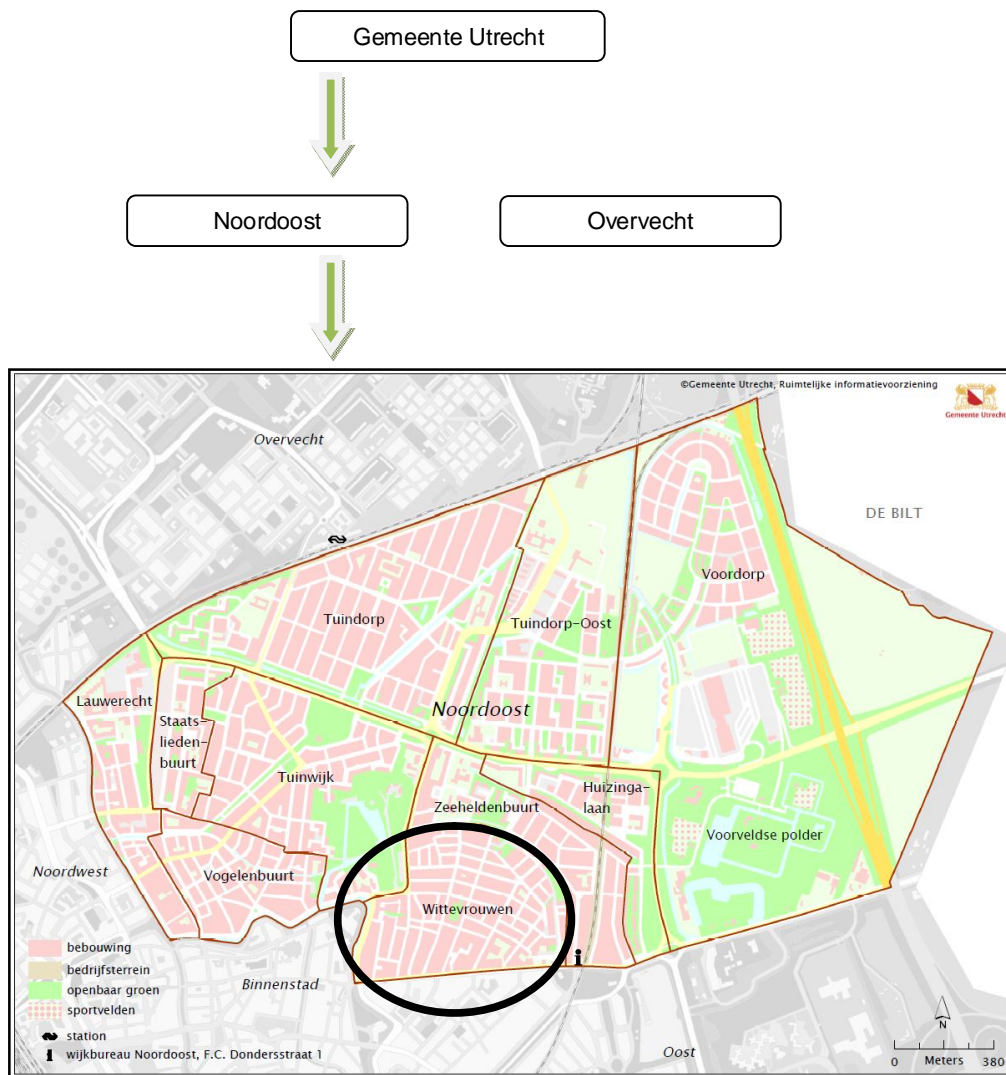 Gemeente Utrecht
Noordoost
Overvecht
©Gemeente Utrecht, Ruimtelijke informatievoorziening
Gemeente Utrecht
Overvecht
DE BILT
Voordorp
Tuindorp
Tuindorp-Oost
Lauwerecht
Noordoost
Staats-
lieden-
buurt
Tuinwijk
Huizinga-
laan
Zeeheldenbuurt
Voorveldse polder
Noordwest
Vogelenbuurt
Wittevrouwen
bebouwing
bedrijfsterrein
openbaar groen
sportvelden
Binnenstad
station
i wijkbureau Noordoost, F.C. Dondersstraat 1
i
Oost
N
0 Meters 380